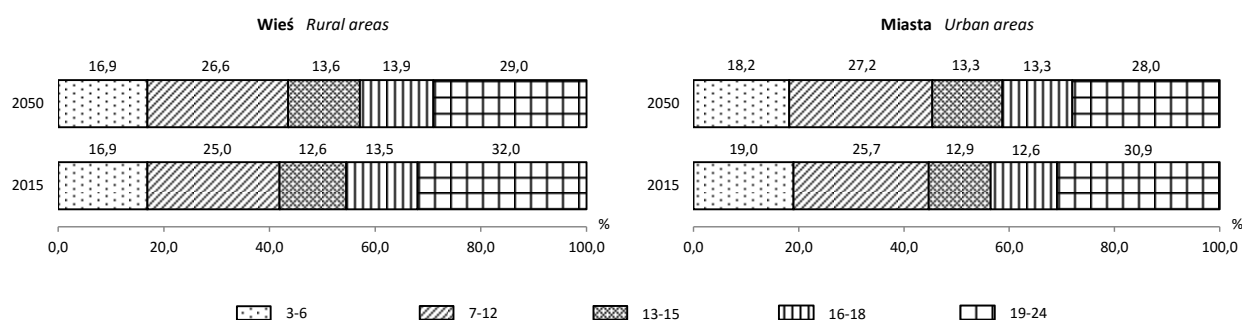 Wieś Rural areas
16,9 26,6 13,6 13,9 29,0
2050
16,9 25,0 12,6 13,5 32,0
2015
%
0,0 20,0 40,0 60,0 80,0 100,0
Miasta Urban areas
18,2 27,2 13,3 13,3 28,0
2050
19,0 25,7 12,9 12,6 30,9
2015
%
0,0 20,0 40,0 60,0 80,0 100,0
3-6 7-12 13-15 16-18 19-24